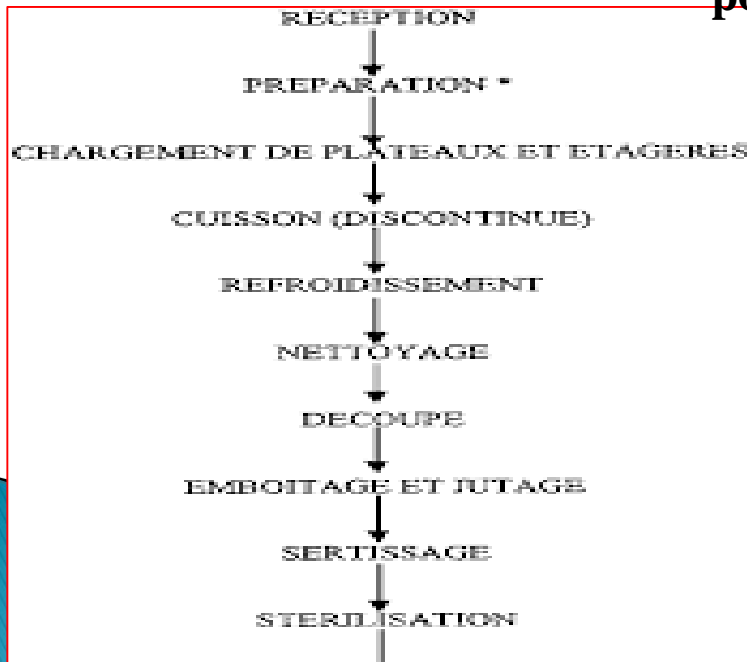 RECEPTION
PREPARATION *
CHARGEMENT DE PLATEAUX ET ETAGERES
CUISSON (DISCONTINUE)
REFROIDISSEMENT
NETTOYAGE
DECOUPE
EMBOITAGE ET JUTAGE
SERTISSAGE
STERILISATION